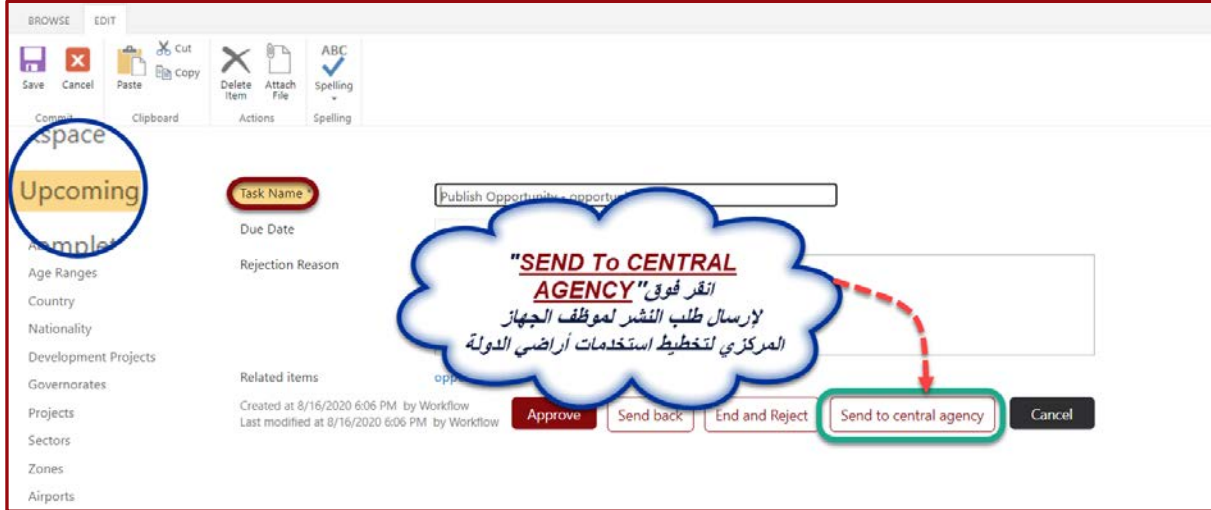 BROWSE EDIT
Save
Cancel
Paste
Cut
Copy
Delete Item
Attach File
ABC
Spelling
Commit
Clipboard
Actions
Spelling
Upcoming
Age Ranges
Country
Nationality
Development Projects
Governorates
Projects
Sectors
Zones
Airports
Task Name *
Publish Opportunity - opportu
Due Date
Rejection Reason
"SEND To CENTRAL
انقر فوق"AGENCY
لإرسال طلب النشر لموظف الجهاز
المركزي لتخطيط استخدمات أراضي الدولة
Related items
Created at 8/16/2020 6:06 PM by Workflow
Last modified at 8/16/2020 6:06 PM by Workflow
Approve
Send back
End and Reject
Send to central agency
Cancel